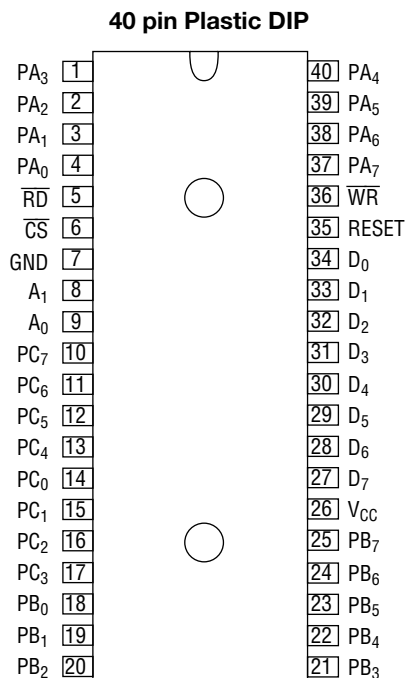 40 pin Plastic DIP
PA3 1 40 PA4
PA2 2 39 PA5
PA1 3 38 PA6
PA0 4 37 PA7
R̅D̅ 5 36 W̅R̅
C̅S̅ 6 35 RESET
GND 7 34 D0
A1 8 33 D1
A0 9 32 D2
PC7 10 31 D3
PC6 11 30 D4
PC5 12 29 D5
PC4 13 28 D6
PC0 14 27 D7
PC1 15 26 VCC
PC2 16 25 PB7
PC3 17 24 PB6
PB0 18 23 PB5
PB1 19 22 PB4
PB2 20 21 PB3